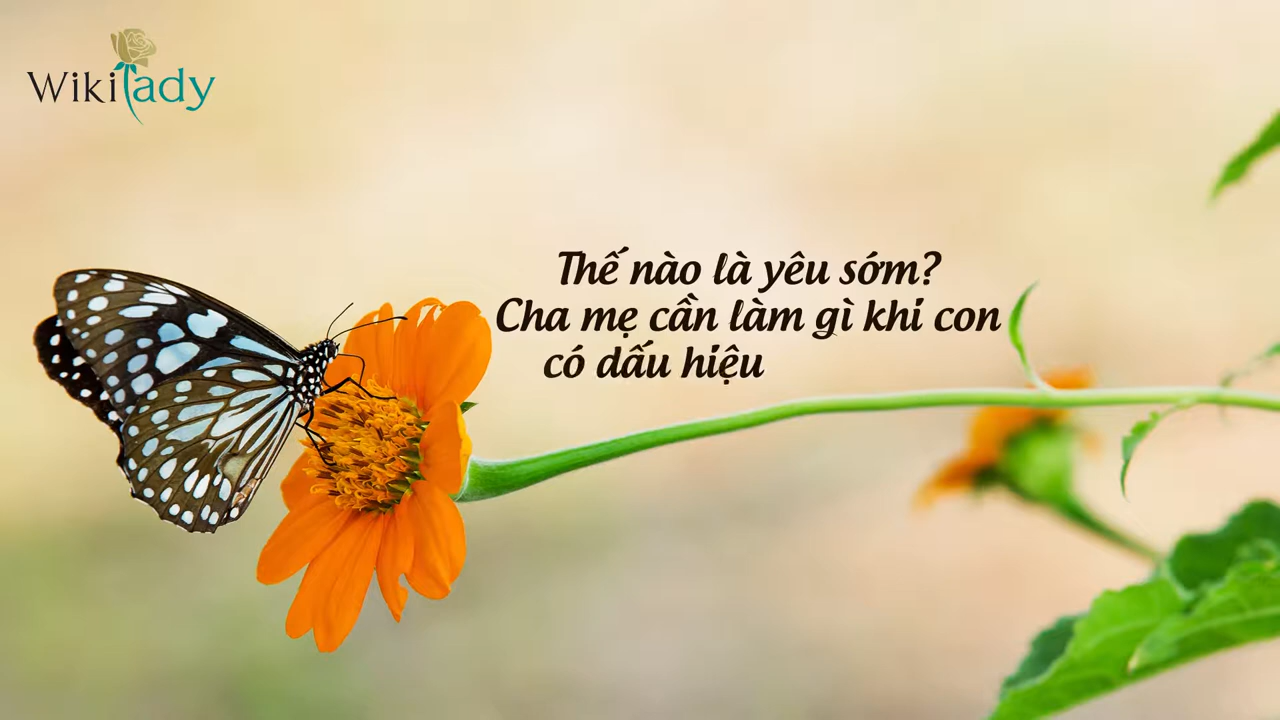 Wikilady
Thế nào là yêu sớm?
Cha mẹ cần làm gì khi con
có dấu hiệu